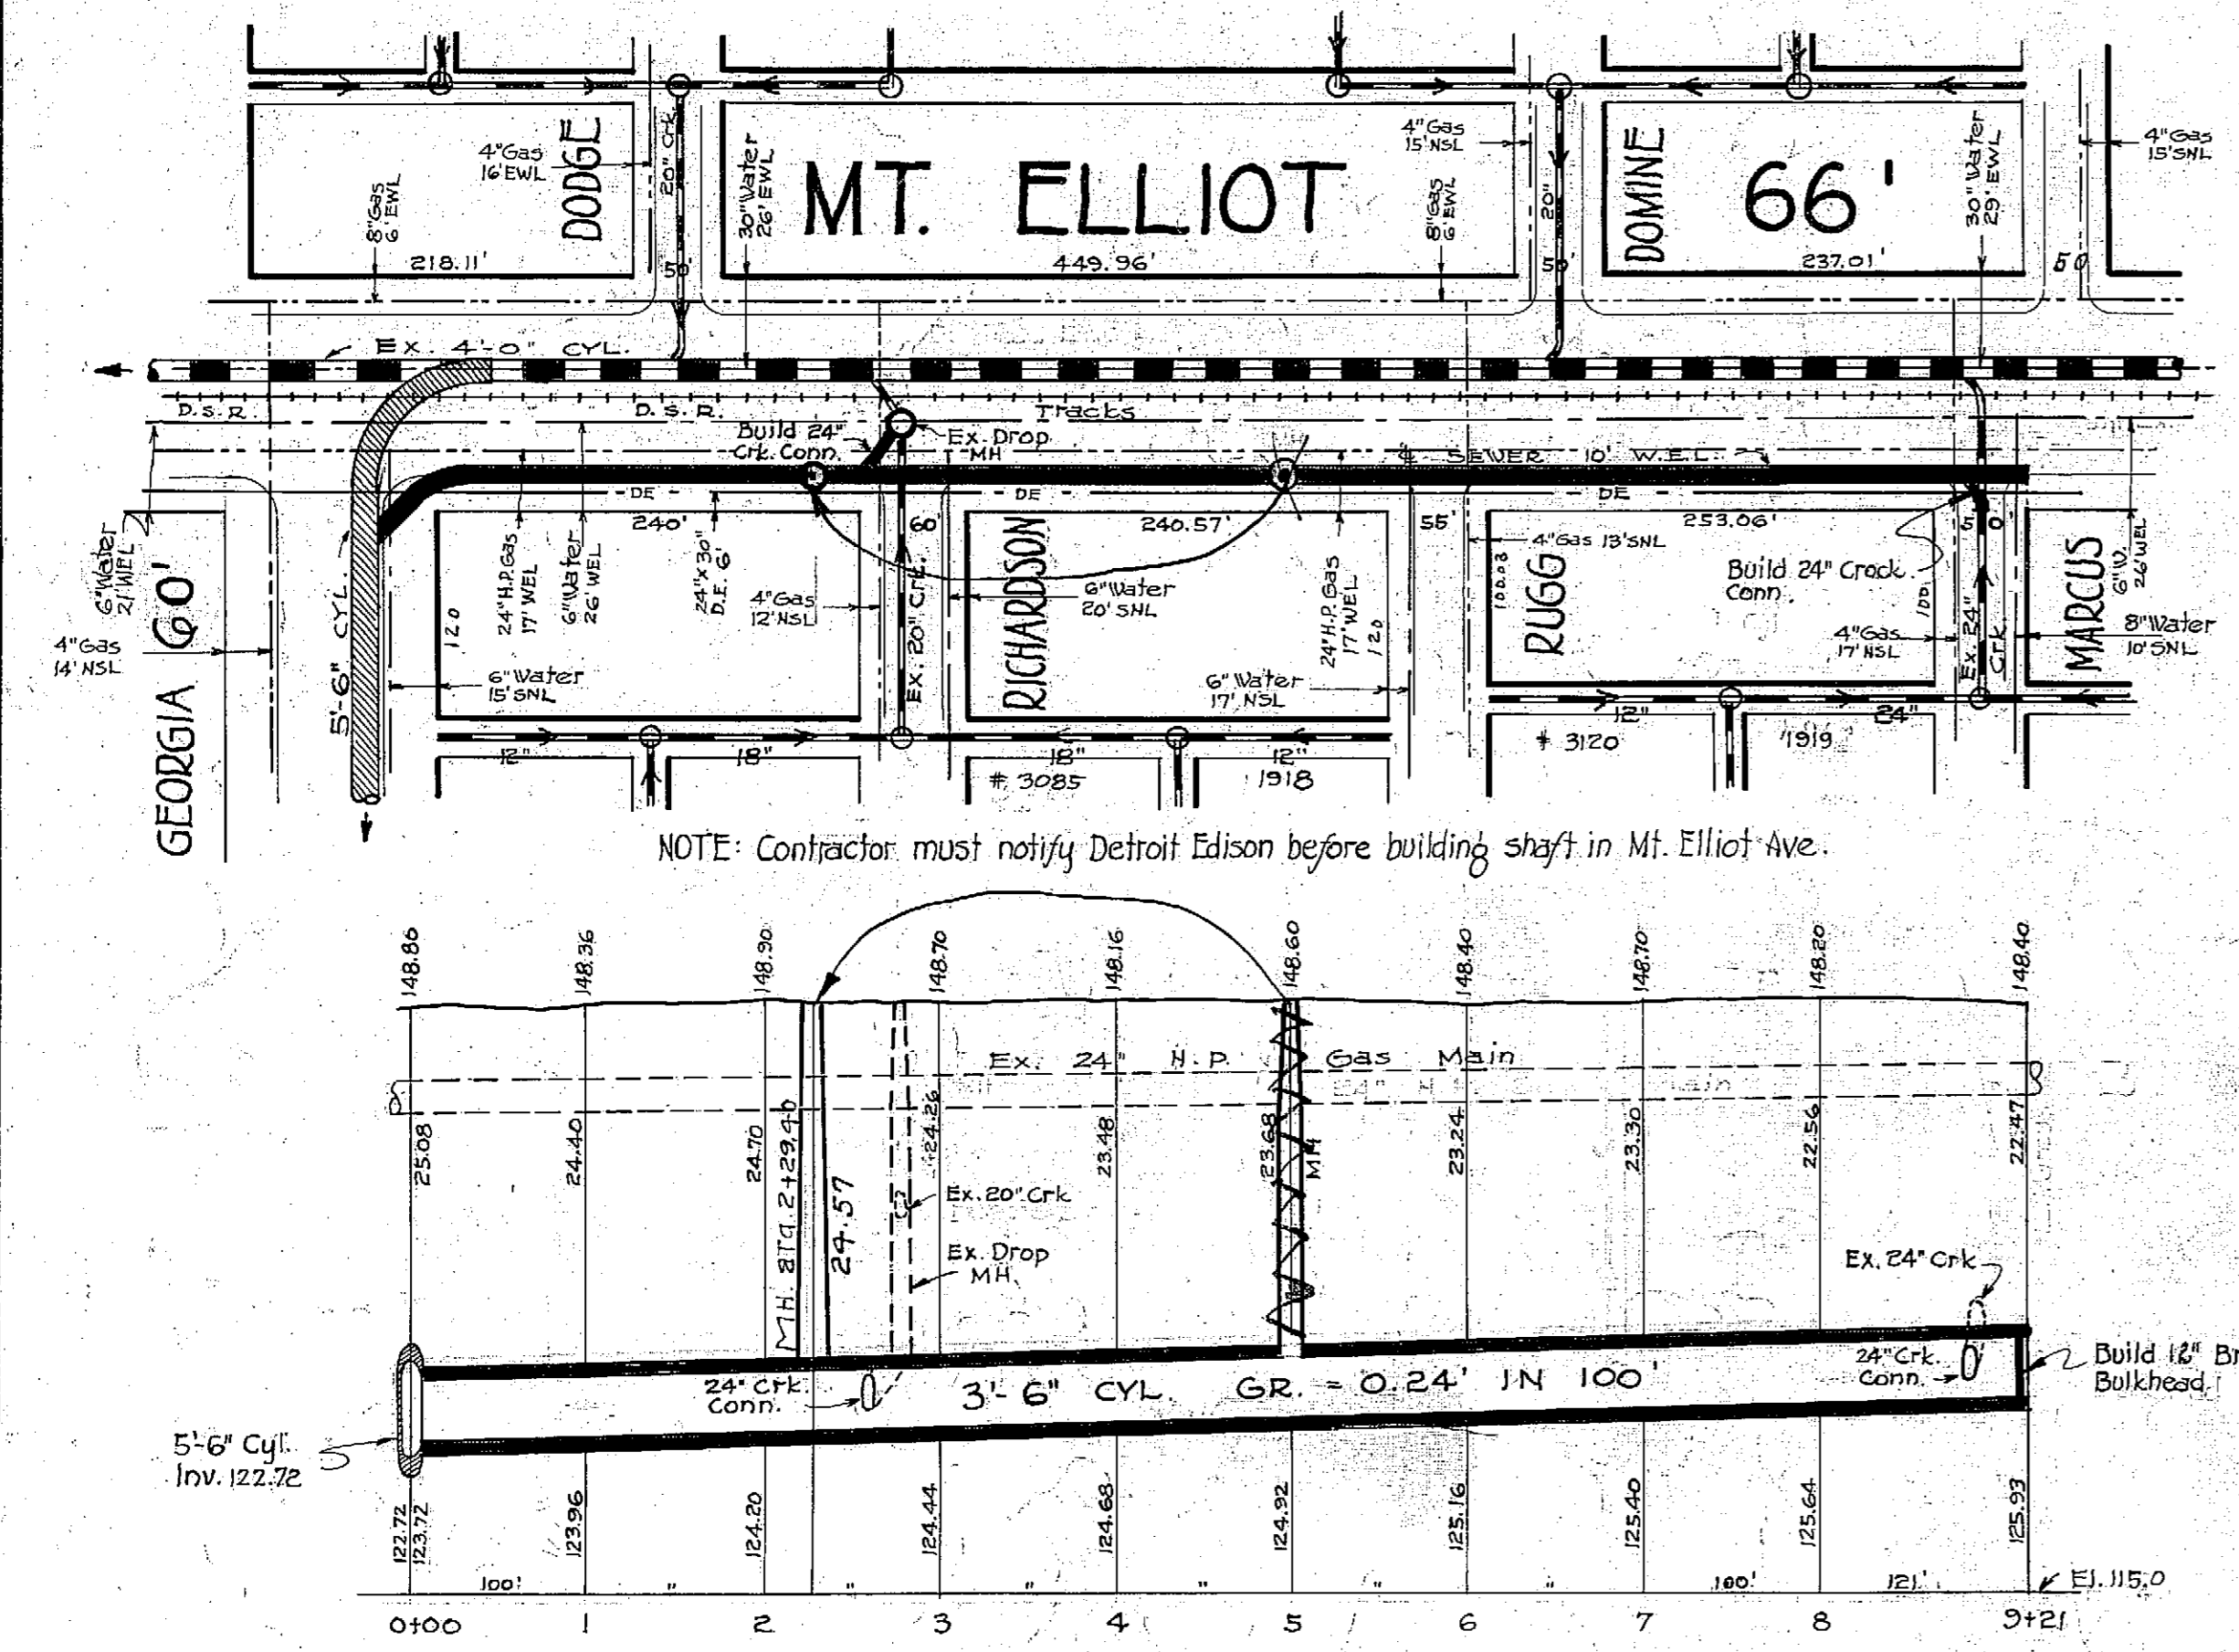 DODGE
4"Gas
16'EWL
20" Crk.
8"Gas
6'EWL
30"Water
26'EWL
MT. ELLIOT
4"Gas
15'NSL
8"Gas
6'EWL
20"
DOMINE
66'
30"Water
29'EWL
4"Gas
15'SNL
218.11'
50'
449.96'
50'
237.01'
50
EX. 4'-0" CYL.
D.S.R.
D.S.R.
Tracks
Build 24"
Crk. Conn.
Ex. Drop
MH
℄ SEWER 10' W.E.L.
DE
DE
DE
240'
60'
240.57'
55'
253.06'
50'
6"Water
21'WEL
GEORGIA 60'
4"Gas
14'NSL
5'-6" CYL.
120
24"H.P.Gas
17'WEL
6"Water
26'WEL
24"x30"
D.E. 6'
4"Gas
12'NSL
EX. 20" Crk.
RICHARDSON
6"Water
20'SNL
24"H.P.Gas
17'WEL
120
4"Gas 13'SNL
100.03
RUGG
Build 24" Crock
Conn.
100
4"Gas
17'NSL
Ex. 24"
Crk.
MARCUS
6"W.
26'WEL
8"Water
10'SNL
6"Water
15'SNL
6"Water
17'NSL
12"
18"
18"
12"
12"
24"
# 3085
1918
# 3120
1919
NOTE: Contractor must notify Detroit Edison before building shaft in Mt. Elliot Ave.
148.86
148.36
148.90
148.70
148.16
148.60
148.40
148.70
148.20
148.40
Ex. 24" H.P. Gas Main
25.08
24.40
24.70
24.26
23.48
23.68
23.24
23.30
22.56
22.47
MH. 2+29.40
24.57
MH
Ex. 20" Crk
Ex. Drop
MH.
Ex. 24" Crk
24" Crk.
Conn.
3'-6" CYL. GR. = 0.24' IN 100'
24" Crk.
Conn.
Build 12" Br
Bulkhead
5'-6" Cyl.
Inv. 122.72
122.72
123.72
123.96
124.20
124.44
124.68
124.92
125.16
125.40
125.64
125.93
100' " " " " " " 100' 121'
El. 115.0
0+00 1 2 3 4 5 6 7 8 9+21